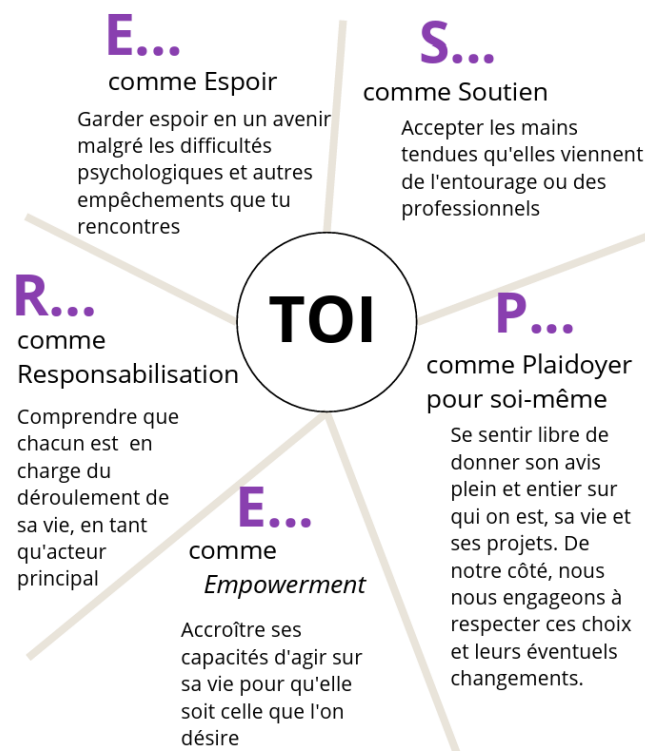 E...
comme Espoir
Garder espoir en un avenir
malgré les difficultés
psychologiques et autres
empêchements que tu
rencontres
S...
comme Soutien
Accepter les mains
tendues qu'elles viennent
de l'entourage ou des
professionnels
TOI
R...
comme
Responsabilisation
Comprendre que
chacun est  en
charge du
déroulement de
sa vie, en tant
qu'acteur
principal
P...
comme Plaidoyer
pour soi-même
Se sentir libre de
donner son avis
plein et entier sur
qui on est, sa vie et
ses projets. De
notre côté, nous
nous engageons à
respecter ces choix
et leurs éventuels
changements.
E...
comme
Empowerment
Accroître ses
capacités d'agir sur
sa vie pour qu'elle
soit celle que l'on
désire